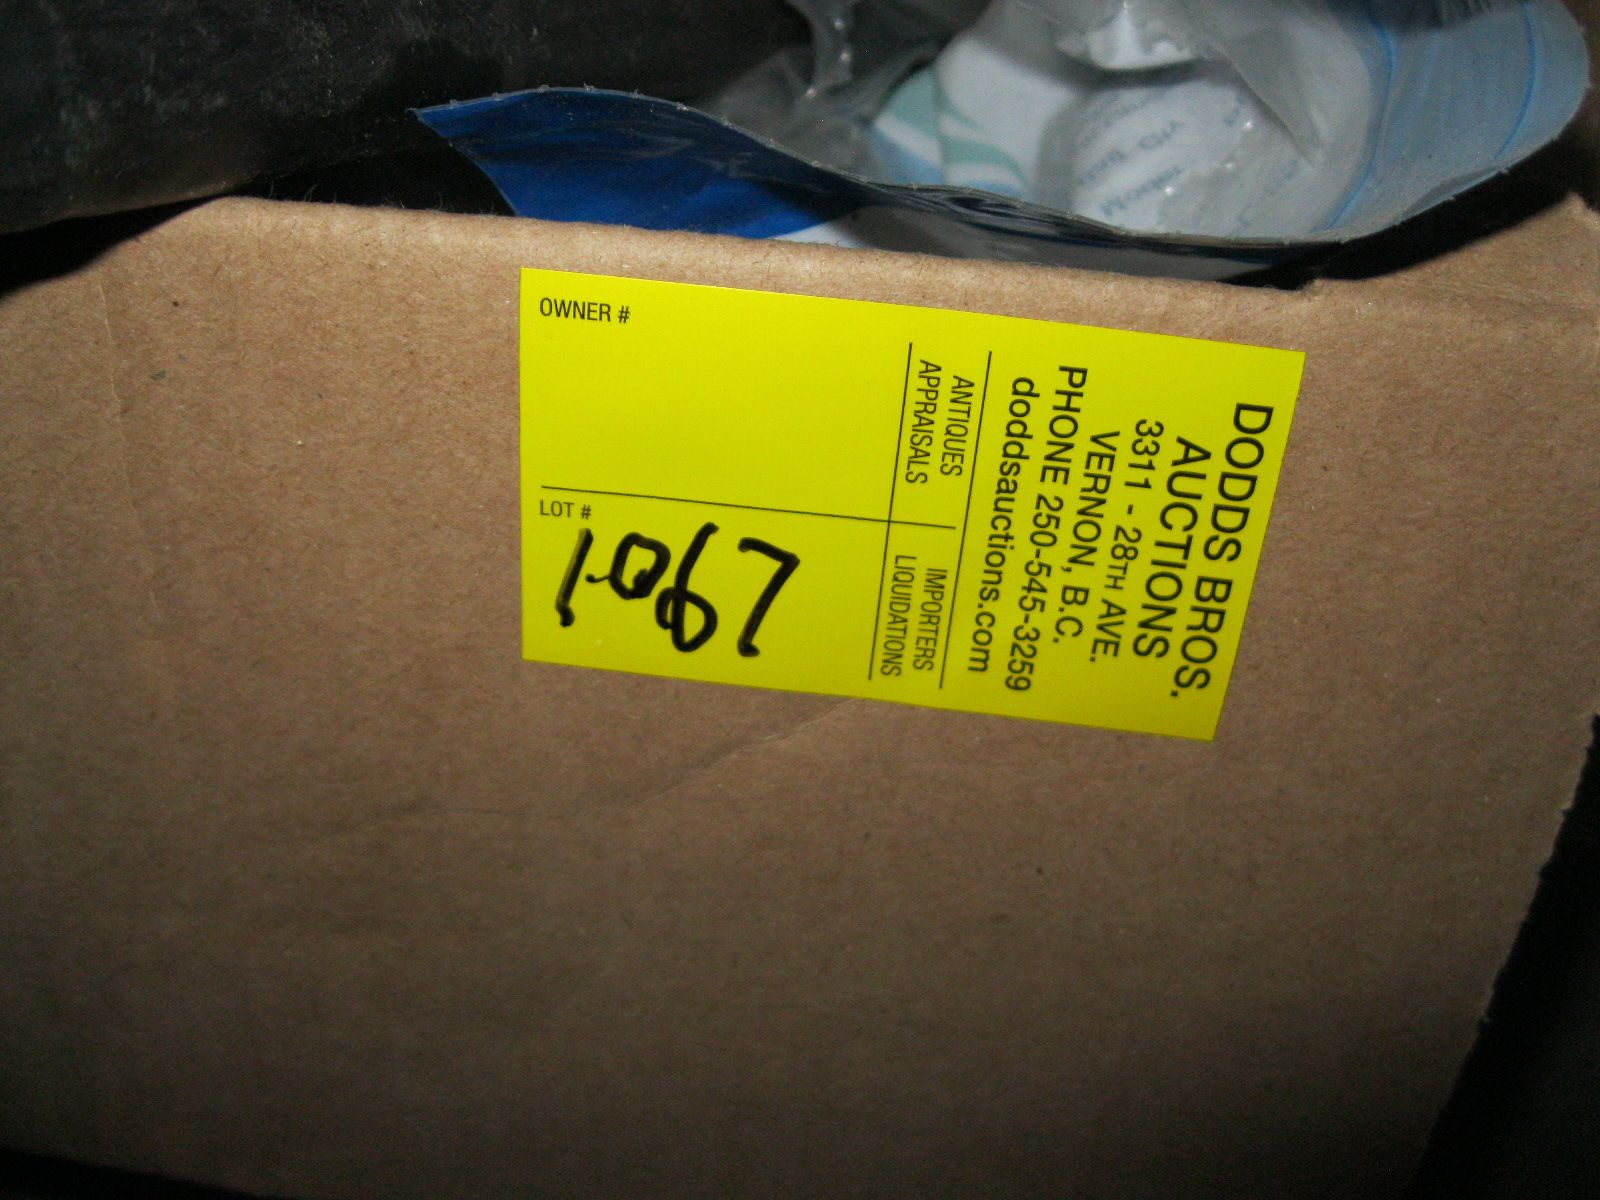 DODDS BROS.
AUCTIONS
3311 - 28TH AVE.
VERNON, B.C.
PHONE 250-545-3259
doddsauctions.com
ANTIQUES
APPRAISALS
IMPORTERS
LIQUIDATIONS
OWNER #
LOT #
1067